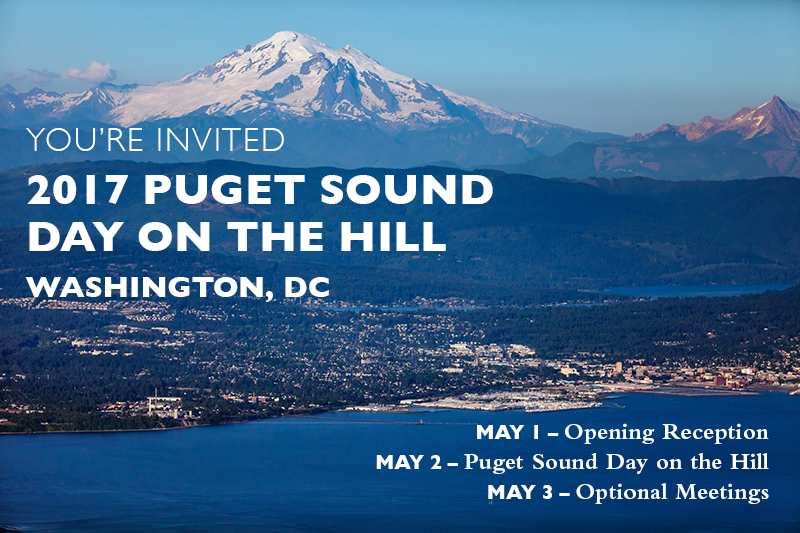 YOU'RE INVITED
2017 PUGET SOUND
DAY ON THE HILL
WASHINGTON, DC
MAY 1 – Opening Reception
MAY 2 – Puget Sound Day on the Hill
MAY 3 – Optional Meetings